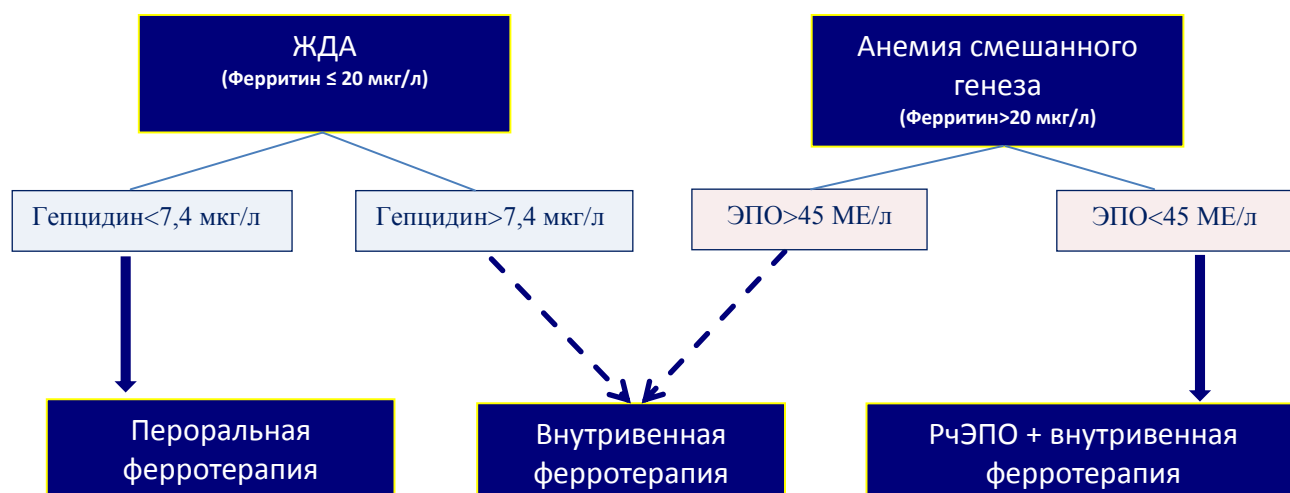 ЖДА
(Ферритин ≤ 20 мкг/л)
Анемия смешанного
генеза
(Ферритин>20 мкг/л)
Гепцидин<7,4 мкг/л
Гепцидин>7,4 мкг/л
ЭПО>45 МЕ/л
ЭПО<45 МЕ/л
Пероральная
ферротерапия
Внутривенная
ферротерапия
РчЭПО + внутривенная
ферротерапия